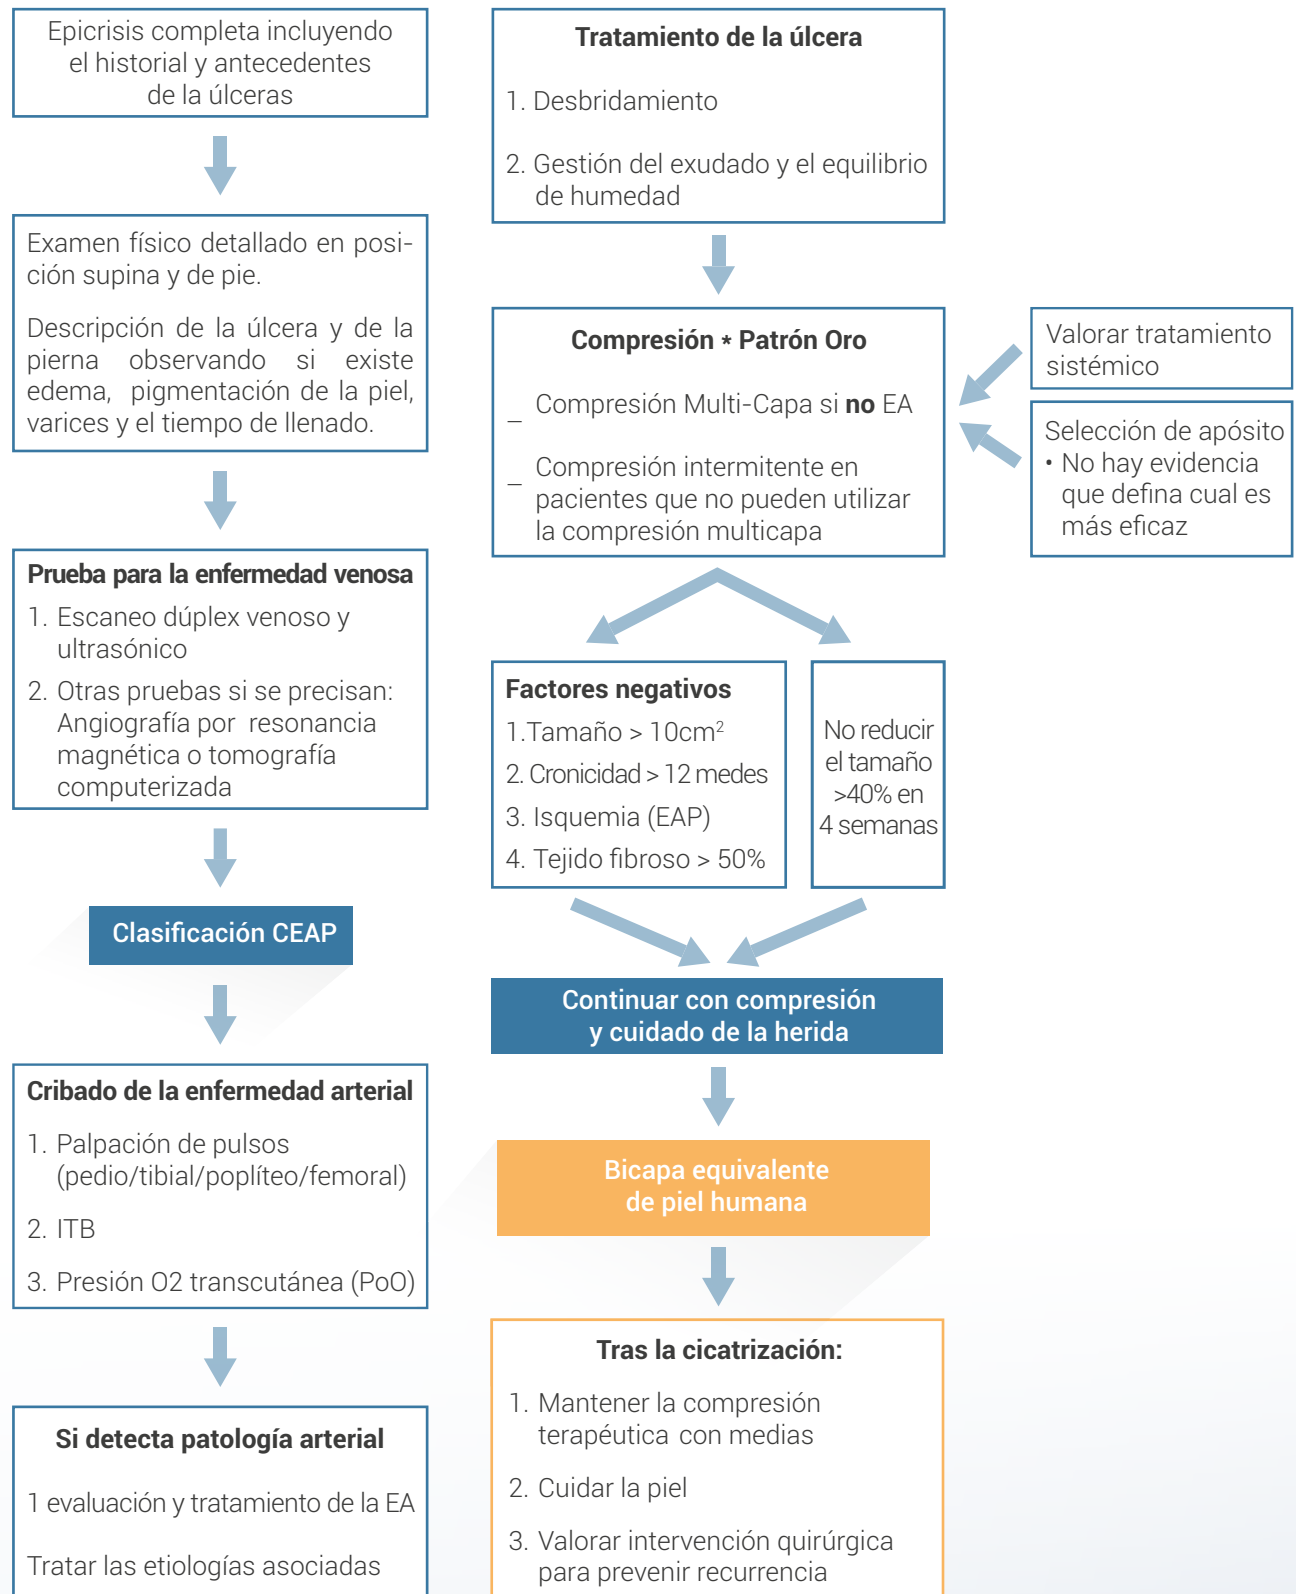 Epicrisis completa incluyendo
el historial y antecedentes
de la úlceras
Examen físico detallado en posi-
ción supina y de pie.
Descripción de la úlcera y de la
pierna observando si existe
edema, pigmentación de la piel,
varices y el tiempo de llenado.
Prueba para la enfermedad venosa
1. Escaneo dúplex venoso y
ultrasónico
2. Otras pruebas si se precisan:
Angiografía por resonancia
magnética o tomografía
computerizada
Clasificación CEAP
Cribado de la enfermedad arterial
1. Palpación de pulsos
(pedio/tibial/poplíteo/femoral)
2. ITB
3. Presión O2 transcutánea (PoO)
Si detecta patología arterial
1 evaluación y tratamiento de la EA
Tratar las etiologías asociadas
Tratamiento de la úlcera
1. Desbridamiento
2. Gestión del exudado y el equilibrio
de humedad
Compresión * Patrón Oro
_ Compresión Multi-Capa si no EA
_ Compresión intermitente en
pacientes que no pueden utilizar
la compresión multicapa
Valorar tratamiento
sistémico
Selección de apósito
• No hay evidencia
que defina cual es
más eficaz
Factores negativos
1.Tamaño > 10cm²
2. Cronicidad > 12 medes
3. Isquemia (EAP)
4. Tejido fibroso > 50%
No reducir
el tamaño
>40% en
4 semanas
Continuar con compresión
y cuidado de la herida
Bicapa equivalente
de piel humana
Tras la cicatrización:
1. Mantener la compresión
terapéutica con medias
2. Cuidar la piel
3. Valorar intervención quirúrgica
para prevenir recurrencia